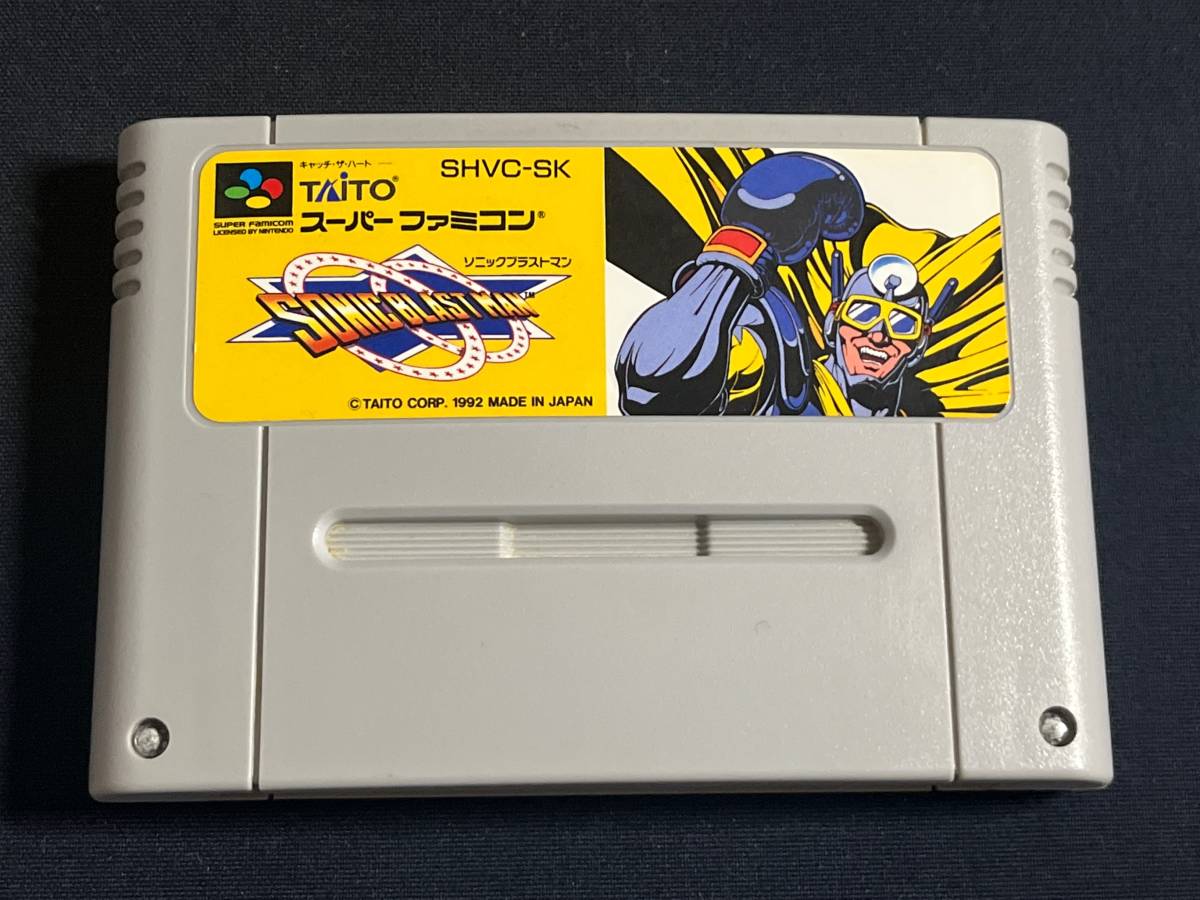 キャッチ・ザ・ハート
TAITO®
SHVC-SK
SUPER FAMICOM
LICENSED BY NINTENDO
スーパーファミコン®
ソニックブラストマン
SONIC BLAST MAN™
©TAITO CORP. 1992 MADE IN JAPAN